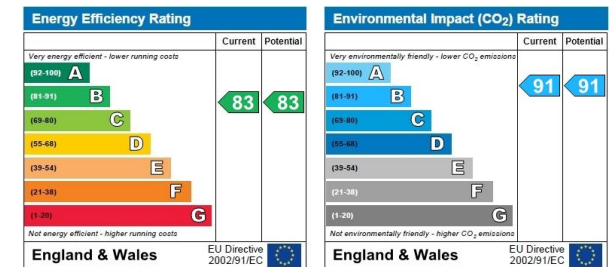 Energy Efficiency Rating
Current Potential
Very energy efficient - lower running costs
(92-100) A
(81-91) B
83 83
(69-80) C
(55-68) D
(39-54) E
(21-38) F
(1-20) G
Not energy efficient - higher running costs
England & Wales
EU Directive
2002/91/EC
Environmental Impact (CO₂) Rating
Current Potential
Very environmentally friendly - lower CO₂ emissions
(92-100) A
(81-91) B
91 91
(69-80) C
(55-68) D
(39-54) E
(21-38) F
(1-20) G
Not environmentally friendly - higher CO₂ emissions
England & Wales
EU Directive
2002/91/EC